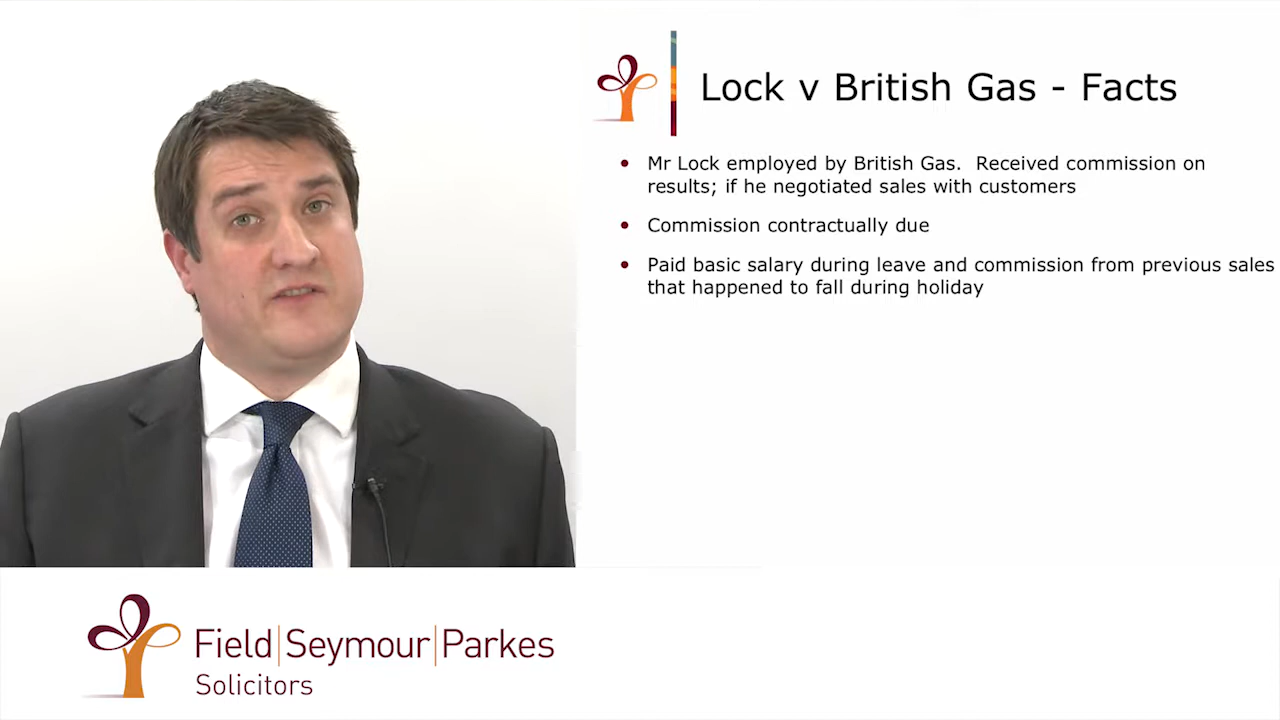 Lock v British Gas - Facts
• Mr Lock employed by British Gas.  Received commission on
results; if he negotiated sales with customers
• Commission contractually due
• Paid basic salary during leave and commission from previous sales
that happened to fall during holiday
Field|Seymour|Parkes
Solicitors